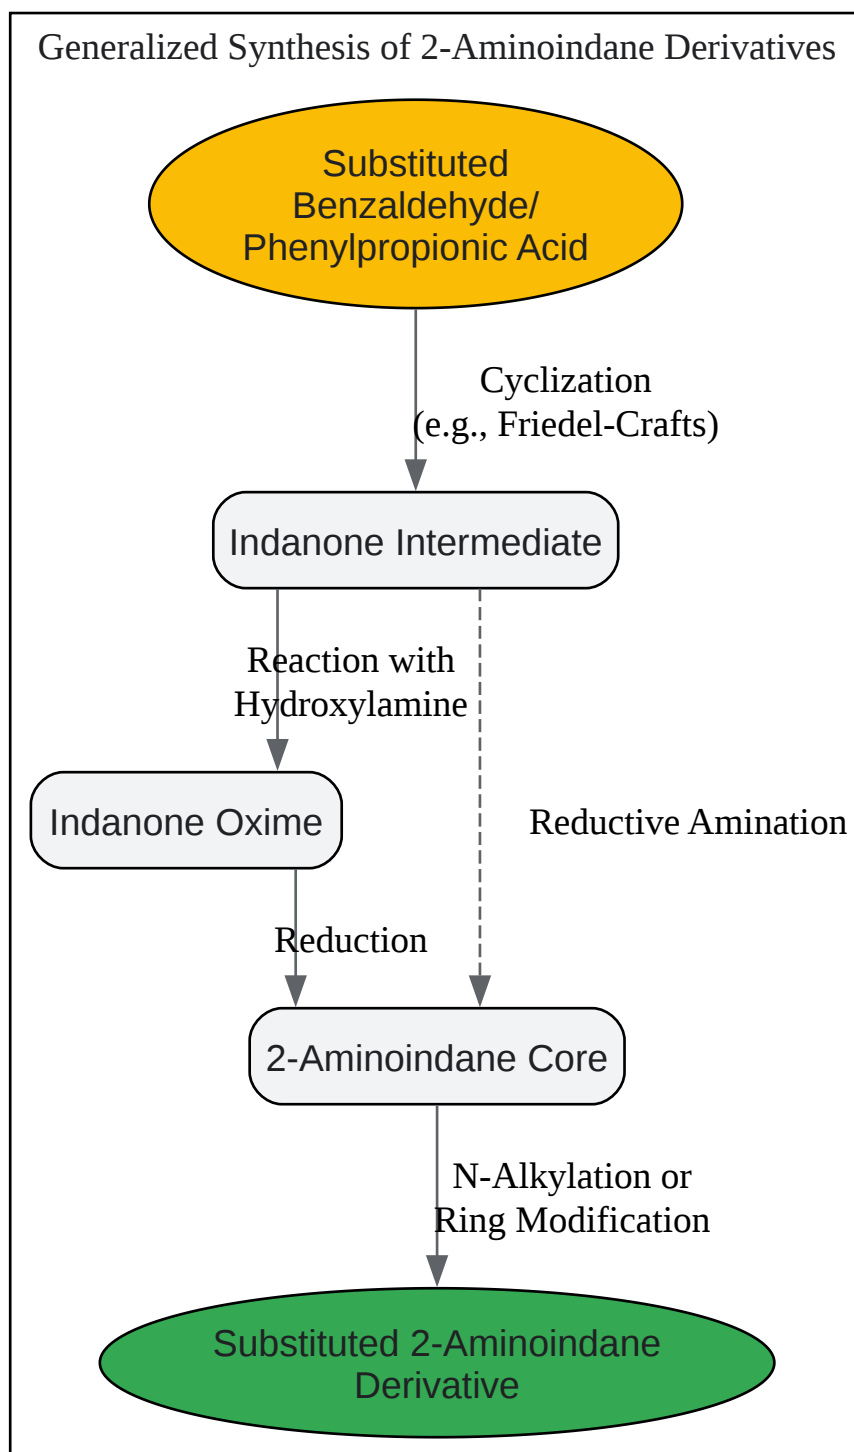 Generalized Synthesis of 2-Aminoindane Derivatives
Substituted
Benzaldehyde/
Phenylpropionic Acid
Cyclization
(e.g., Friedel-Crafts)
Indanone Intermediate
Reaction with
Hydroxylamine
Indanone Oxime
Reductive Amination
Reduction
2-Aminoindane Core
N-Alkylation or
Ring Modification
Substituted 2-Aminoindane
Derivative